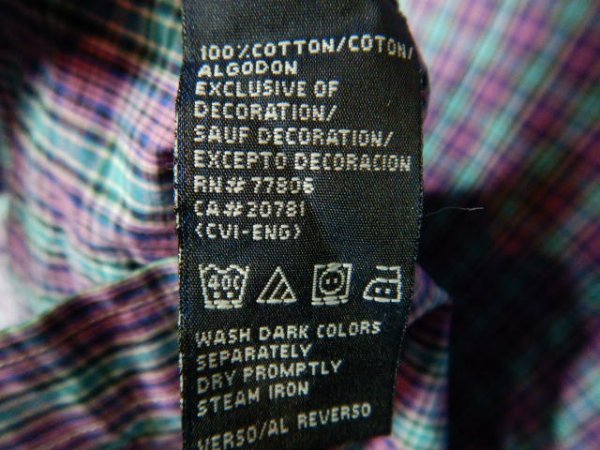 100%COTTON/COTON/
ALGODON
EXCLUSIVE OF
DECORATION/
SAUF DECORATION/
EXCEPTO DECORACION
RN# 77806
CA# 20781
(CVI-ENG)
40C
WASH DARK COLORS
SEPARATELY
DRY PROMPTLY
STEAM IRON
VERSO/AL REVERSO